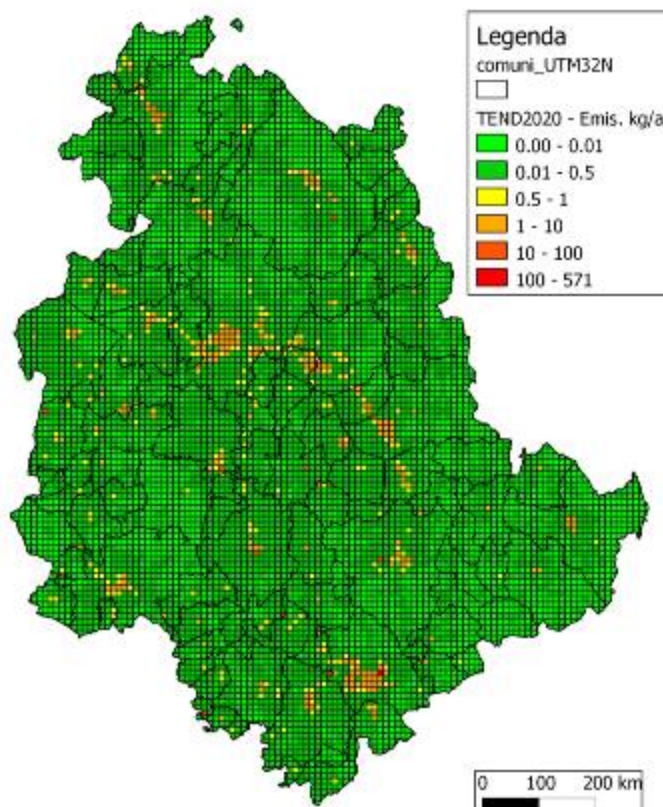 Legenda
comuni_UTM32N
TEND2020 - Emis. kg/a
0.00 - 0.01
0.01 - 0.5
0.5 - 1
1 - 10
10 - 100
100 - 571
0 100 200 km